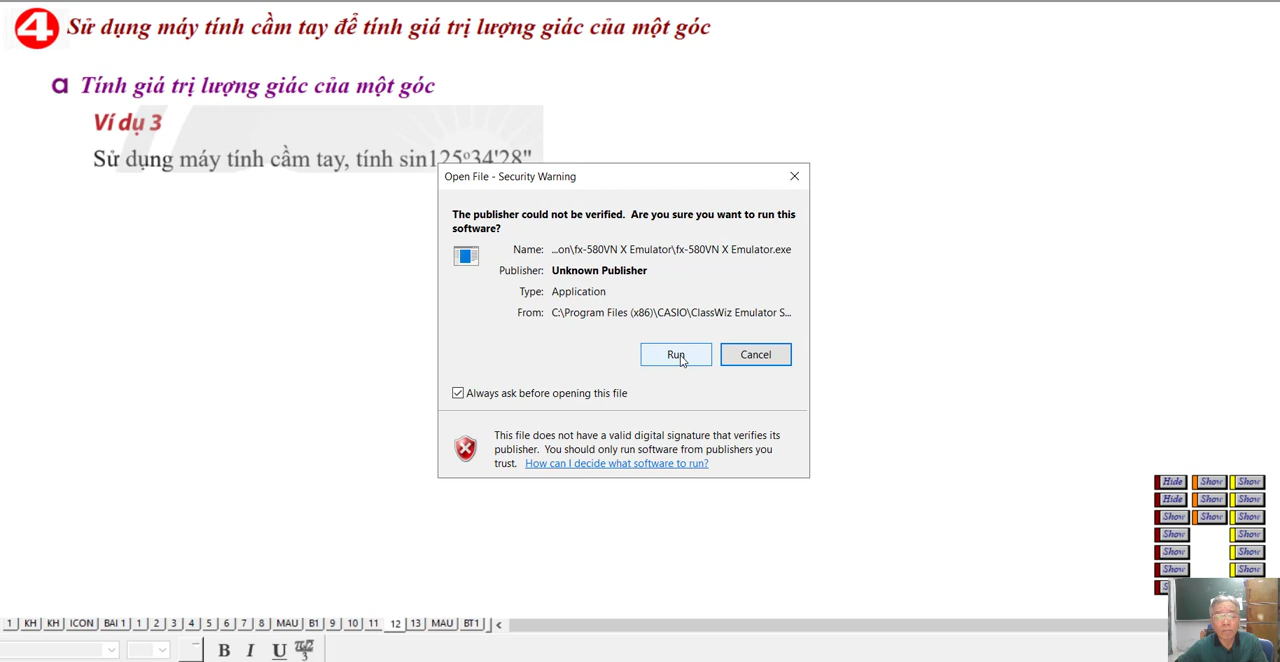 4 Sử dụng máy tính cầm tay để tính giá trị lượng giác của một góc
a Tính giá trị lượng giác của một góc
Ví dụ 3
Sử dụng máy tính cầm tay, tính sin125°34'28"
Open File - Security Warning
The publisher could not be verified. Are you sure you want to run this
software?
Name: ...on\fx-580VN X Emulator\fx-580VN X Emulator.exe
Publisher: Unknown Publisher
Type: Application
From: C:\Program Files (x86)\CASIO\ClassWiz Emulator S...
Run Cancel
Always ask before opening this file
This file does not have a valid digital signature that verifies its
publisher. You should only run software from publishers you
trust. How can I decide what software to run?
Hide Show Show
Hide Show Show
Show Show Show
Show Show
Show Show
Show Show
1 KH KH ICON BAI 1 1 2 3 4 5 6 7 8 MAU B1 9 10 11 12 13 MAU BT1
B I U